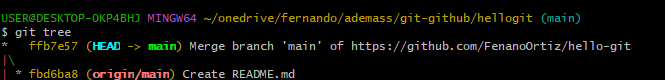 USER@DESKTOP-OKP4BHJ MINGW64 ~/onedrive/fernando/ademass/git-github/hellogit (main)
$ git tree
*   ffb7e57 (HEAD -> main) Merge branch 'main' of https://github.com/FenanoOrtiz/hello-git
|\
| * fbd6ba8 (origin/main) Create README.md